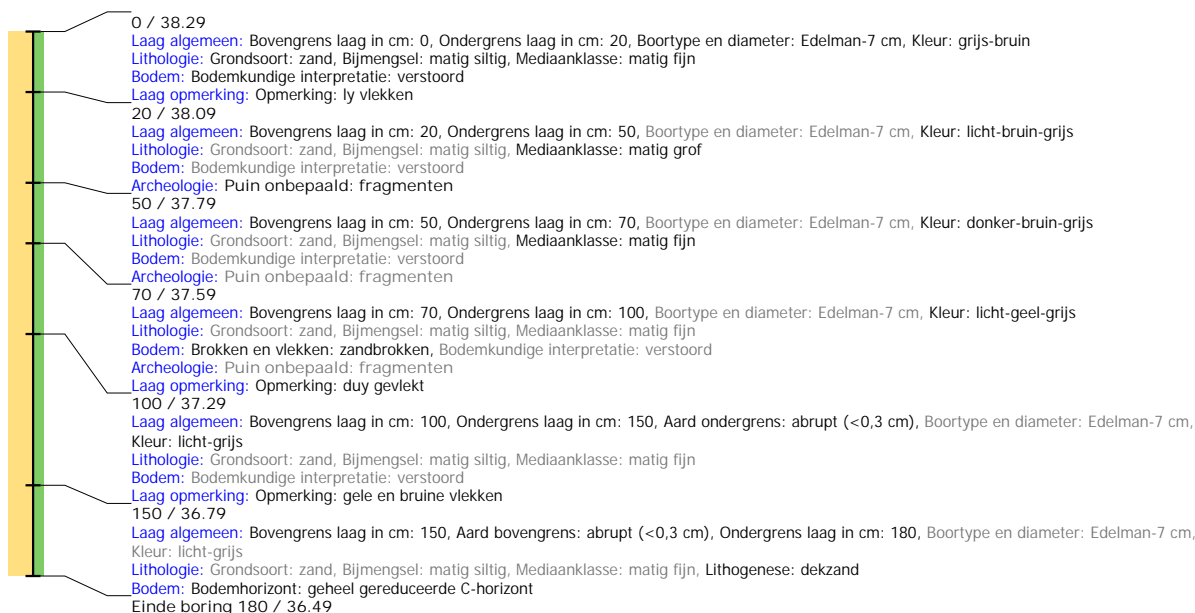 0 / 38.29
Laag algemeen: Bovengrens laag in cm: 0, Ondergrens laag in cm: 20, Boortype en diameter: Edelman-7 cm, Kleur: grijs-bruin
Lithologie: Grondsoort: zand, Bijmengsel: matig siltig, Mediaanklasse: matig fijn
Bodem: Bodemkundige interpretatie: verstoord
Laag opmerking: Opmerking: ly vlekken
20 / 38.09
Laag algemeen: Bovengrens laag in cm: 20, Ondergrens laag in cm: 50, Boortype en diameter: Edelman-7 cm, Kleur: licht-bruin-grijs
Lithologie: Grondsoort: zand, Bijmengsel: matig siltig, Mediaanklasse: matig grof
Bodem: Bodemkundige interpretatie: verstoord
Archeologie: Puin onbepaald: fragmenten
50 / 37.79
Laag algemeen: Bovengrens laag in cm: 50, Ondergrens laag in cm: 70, Boortype en diameter: Edelman-7 cm, Kleur: donker-bruin-grijs
Lithologie: Grondsoort: zand, Bijmengsel: matig siltig, Mediaanklasse: matig fijn
Bodem: Bodemkundige interpretatie: verstoord
Archeologie: Puin onbepaald: fragmenten
70 / 37.59
Laag algemeen: Bovengrens laag in cm: 70, Ondergrens laag in cm: 100, Boortype en diameter: Edelman-7 cm, Kleur: licht-geel-grijs
Lithologie: Grondsoort: zand, Bijmengsel: matig siltig, Mediaanklasse: matig fijn
Bodem: Brokken en vlekken: zandbrokken, Bodemkundige interpretatie: verstoord
Archeologie: Puin onbepaald: fragmenten
Laag opmerking: Opmerking: duy gevlekt
100 / 37.29
Laag algemeen: Bovengrens laag in cm: 100, Ondergrens laag in cm: 150, Aard ondergrens: abrupt (<0,3 cm), Boortype en diameter: Edelman-7 cm,
Kleur: licht-grijs
Lithologie: Grondsoort: zand, Bijmengsel: matig siltig, Mediaanklasse: matig fijn
Bodem: Bodemkundige interpretatie: verstoord
Laag opmerking: Opmerking: gele en bruine vlekken
150 / 36.79
Laag algemeen: Bovengrens laag in cm: 150, Aard bovengrens: abrupt (<0,3 cm), Ondergrens laag in cm: 180, Boortype en diameter: Edelman-7 cm,
Kleur: licht-grijs
Lithologie: Grondsoort: zand, Bijmengsel: matig siltig, Mediaanklasse: matig fijn, Lithogenese: dekzand
Bodem: Bodemhorizont: geheel gereduceerde C-horizont
Einde boring 180 / 36.49